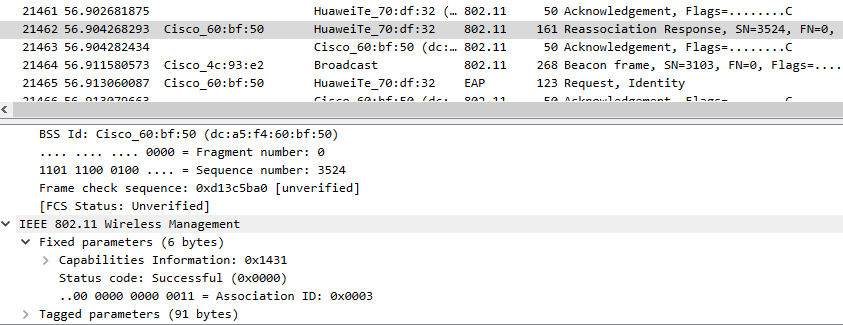 21461 56.902681875 HuaweiTe_70:df:32 (… 802.11 50 Acknowledgement, Flags=........C
21462 56.904268293 Cisco_60:bf:50 HuaweiTe_70:df:32 802.11 161 Reassociation Response, SN=3524, FN=0,
21463 56.904282434 Cisco_60:bf:50 (dc:… 802.11 50 Acknowledgement, Flags=........C
21464 56.911580573 Cisco_4c:93:e2 Broadcast 802.11 268 Beacon frame, SN=3103, FN=0, Flags=....
21465 56.913060087 Cisco_60:bf:50 HuaweiTe_70:df:32 EAP 123 Request, Identity
21466 56.913079663 Cisco_60:bf:50 (dc:… 802.11 50 Acknowledgement, Flags=........C
BSS Id: Cisco_60:bf:50 (dc:a5:f4:60:bf:50)
.... .... .... 0000 = Fragment number: 0
1101 1100 0100 .... = Sequence number: 3524
Frame check sequence: 0xd13c5ba0 [unverified]
[FCS Status: Unverified]
IEEE 802.11 Wireless Management
Fixed parameters (6 bytes)
Capabilities Information: 0x1431
Status code: Successful (0x0000)
..00 0000 0000 0011 = Association ID: 0x0003
Tagged parameters (91 bytes)